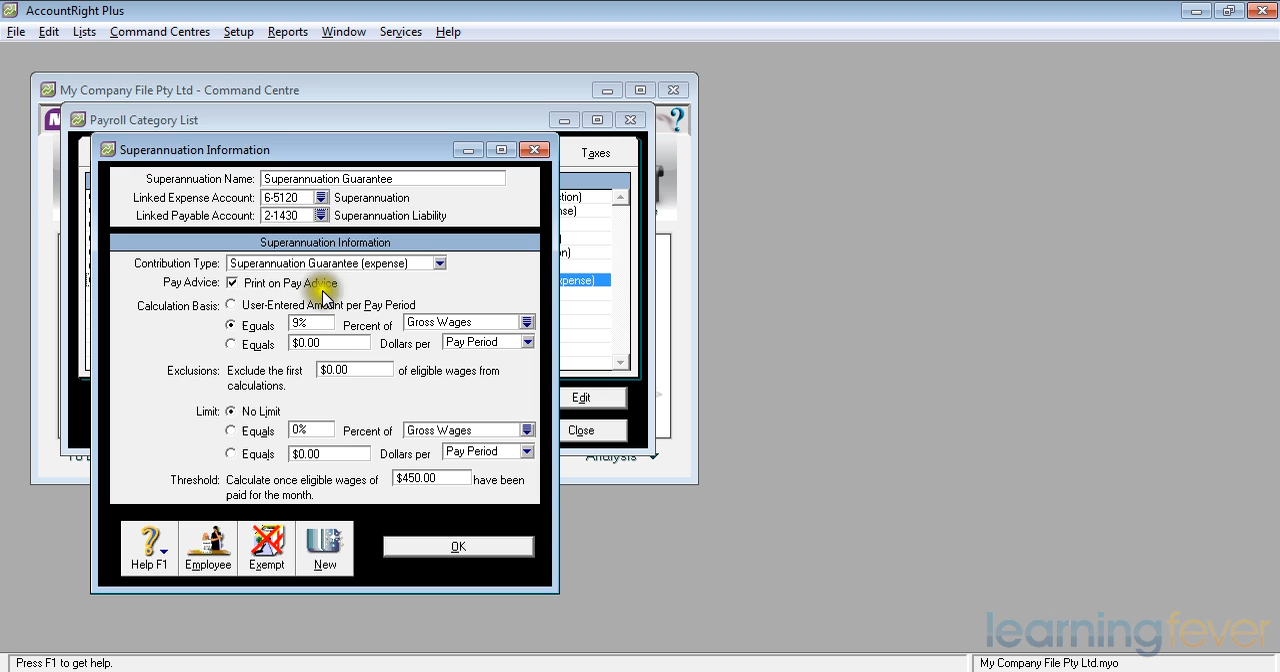 AccountRight Plus
File Edit Lists Command Centres Setup Reports Window Services Help
My Company File Pty Ltd - Command Centre
Payroll Category List
Superannuation Information
Taxes
Superannuation Name: Superannuation Guarantee
Linked Expense Account: 6-5120 Superannuation
Linked Payable Account: 2-1430 Superannuation Liability
Superannuation Information
Contribution Type: Superannuation Guarantee (expense)
Pay Advice: Print on Pay Advice
Calculation Basis: User-Entered Amount per Pay Period
Equals 9% Percent of Gross Wages
Equals $0.00 Dollars per Pay Period
Exclusions: Exclude the first $0.00 of eligible wages from
calculations.
Limit: No Limit
Equals 0% Percent of Gross Wages
Equals $0.00 Dollars per Pay Period
Threshold: Calculate once eligible wages of $450.00 have been
paid for the month.
Edit
Close
Analysis
Help F1 Employee Exempt New
OK
learningfever
Press F1 to get help.
My Company File Pty Ltd.myo